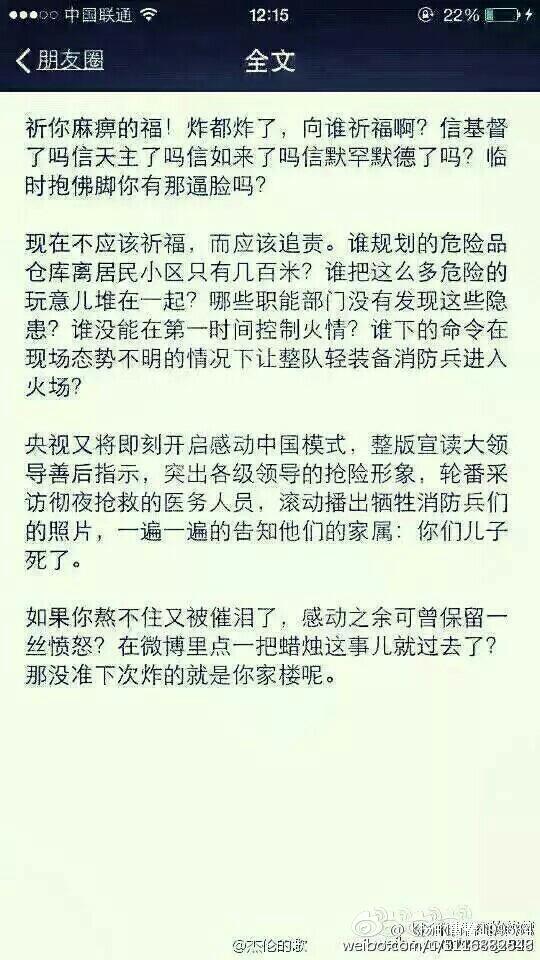 中国联通
12:15
22%
朋友圈
全文
祈你麻痹的福！炸都炸了，向谁祈福啊？信基督
了吗信天主了吗信如来了吗信默罕默德了吗？临
时抱佛脚你有那逼脸吗？
现在不应该祈福，而应该追责。谁规划的危险品
仓库离居民小区只有几百米？谁把这么多危险的
玩意儿堆在一起？哪些职能部门没有发现这些隐
患？谁没能在第一时间控制火情？谁下的命令在
现场态势不明的情况下让整队轻装备消防兵进入
火场？
央视又将即刻开启感动中国模式，整版宣读大领
导善后指示，突出各级领导的抢险形象，轮番采
访彻夜抢救的医务人员，滚动播出牺牲消防兵们
的照片，一遍一遍的告知他们的家属：你们儿子
死了。
如果你熬不住又被催泪了，感动之余可曾保留一
丝愤怒？在微博里点一把蜡烛这事儿就过去了？
那没准下次炸的就是你家楼呢。
@杰伦的歌